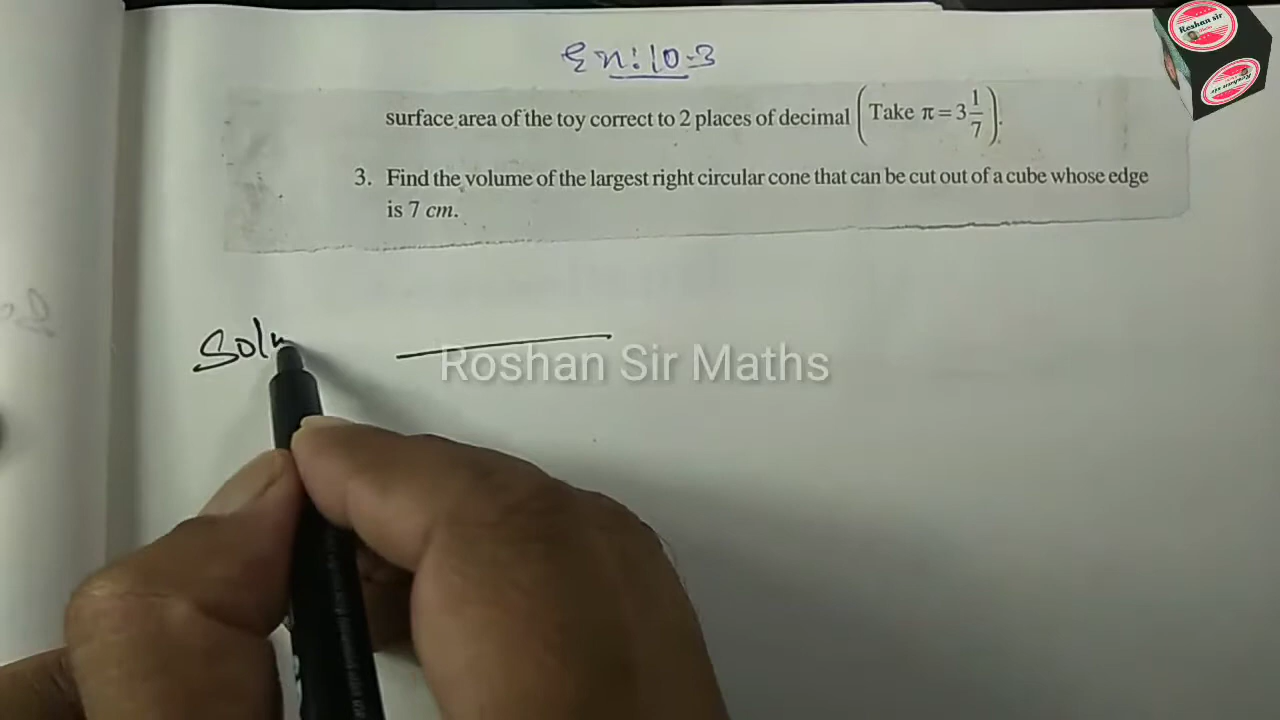 Ex: 10.3
surface area of the toy correct to 2 places of decimal (Take π = 3 1/7).
3. Find the volume of the largest right circular cone that can be cut out of a cube whose edge
is 7 cm.
Soln
Roshan Sir Maths
Roshan sir